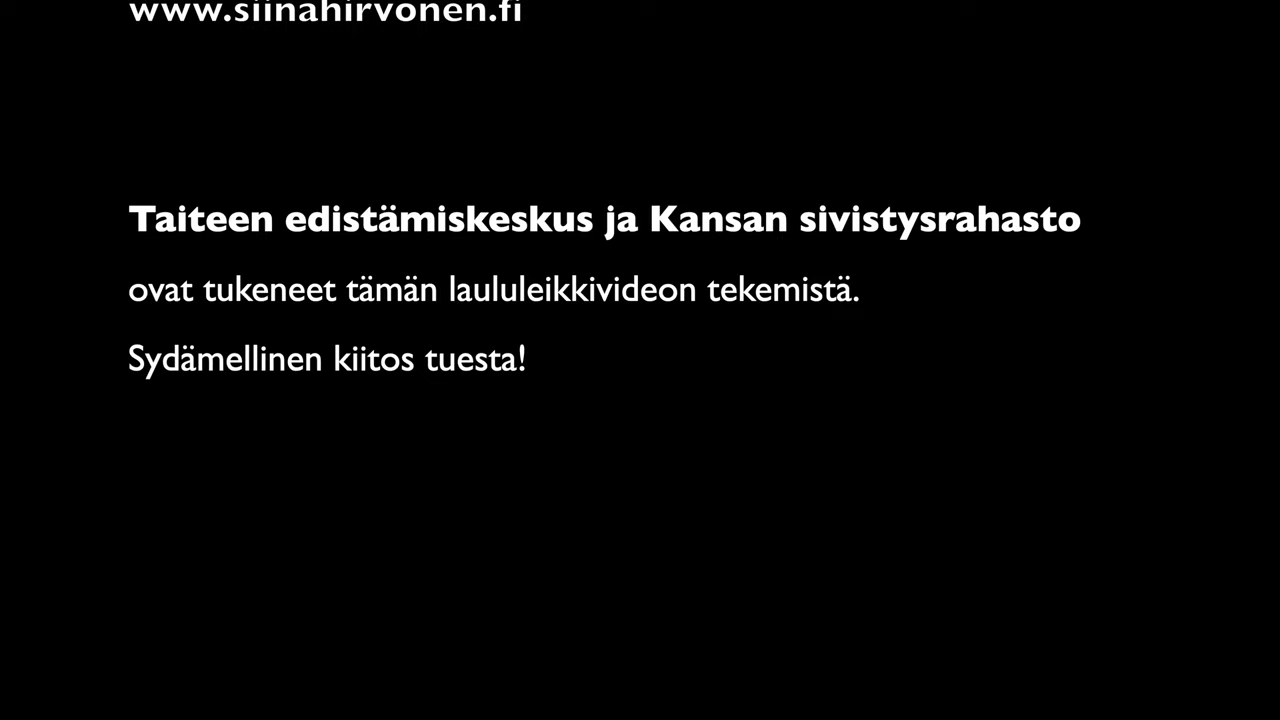 www.siinahirvonen.fi
Taiteen edistämiskeskus ja Kansan sivistysrahasto
ovat tukeneet tämän laululeikkivideon tekemistä.
Sydämellinen kiitos tuesta!